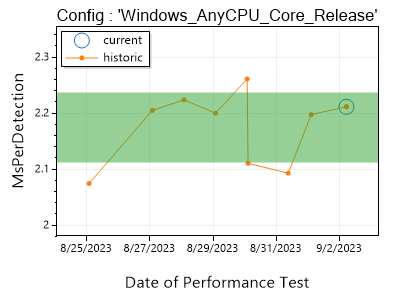 Config : 'Windows_AnyCPU_Core_Release'
current
historic
2.3
2.2
2.1
2
MsPerDetection
8/25/2023 8/27/2023 8/29/2023 8/31/2023 9/2/2023
Date of Performance Test